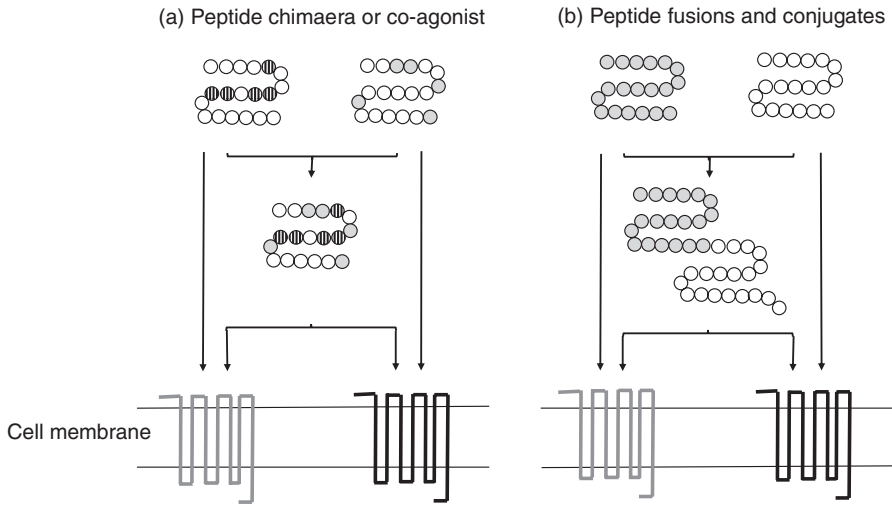 (a) Peptide chimaera or co-agonist
(b) Peptide fusions and conjugates
Cell membrane